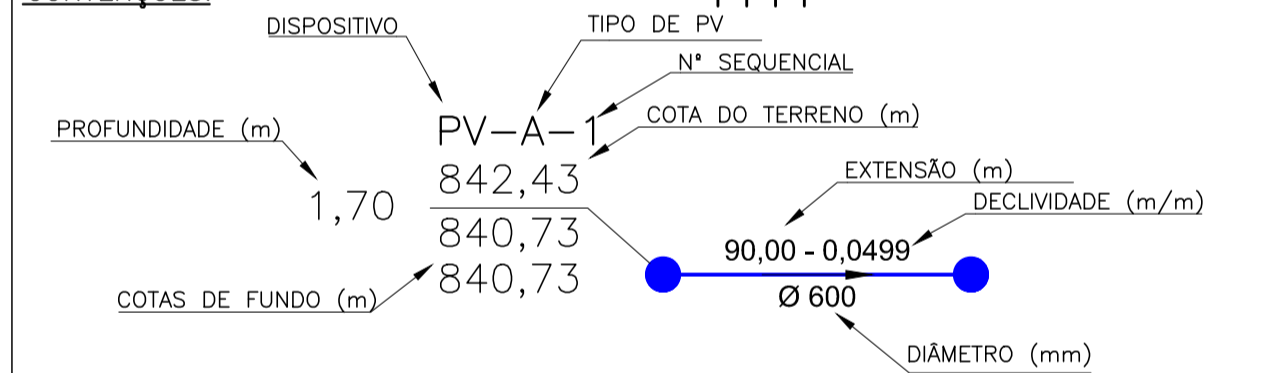 CONVENÇÕES:
DISPOSITIVO
TIPO DE PV
Nº SEQUENCIAL
PROFUNDIDADE (m)
PV-A-1
COTA DO TERRENO (m)
842,43
1,70
EXTENSÃO (m)
DECLIVIDADE (m/m)
840,73
90,00 - 0,0499
840,73
COTAS DE FUNDO (m)
Ø 600
DIÂMETRO (mm)